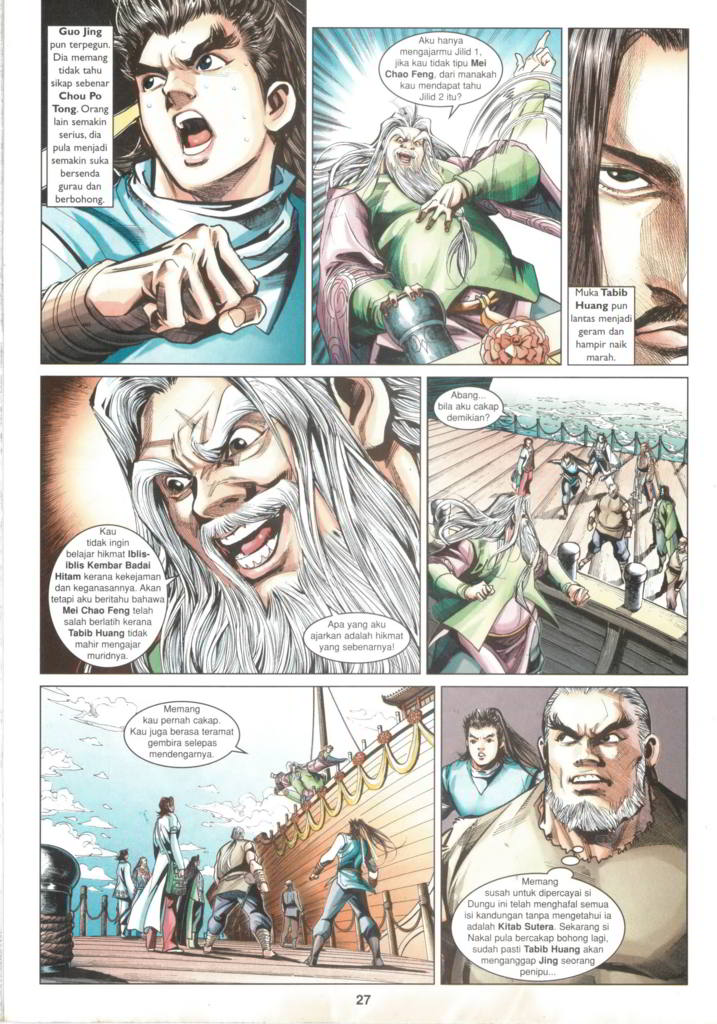 Guo Jing
pun terpegun.
Dia memang
tidak tahu
sikap sebenar
Chou Po
Tong. Orang
lain semakin
serius, dia
pula menjadi
semakin suka
bersenda
gurau dan
berbohong.
Aku hanya
mengajarmu Jilid 1,
jika kau tidak tipu Mei
Chao Feng, dari manakah
kau mendapat tahu
Jilid 2 itu?
Muka Tabib
Huang pun
lantas menjadi
geram dan
hampir naik
marah.
Kau
tidak ingin
belajar hikmat Iblis-
iblis Kembar Badai
Hitam kerana kekejaman
dan keganasannya. Akan
tetapi aku beritahu bahawa
Mei Chao Feng telah
salah berlatih kerana
Tabib Huang tidak
mahir mengajar
muridnya.
Apa yang aku
ajarkan adalah hikmat
yang sebenarnya!
Abang...
bila aku cakap
demikian?
Memang
kau pernah cakap.
Kau juga berasa teramat
gembira selepas
mendengarnya.
Memang
susah untuk dipercayai si
Dungu ini telah menghafal semua
isi kandungan tanpa mengetahui ia
adalah Kitab Sutera. Sekarang si
Nakal pula bercakap bohong lagi,
sudah pasti Tabib Huang akan
menganggap Jing seorang
penipu...
27